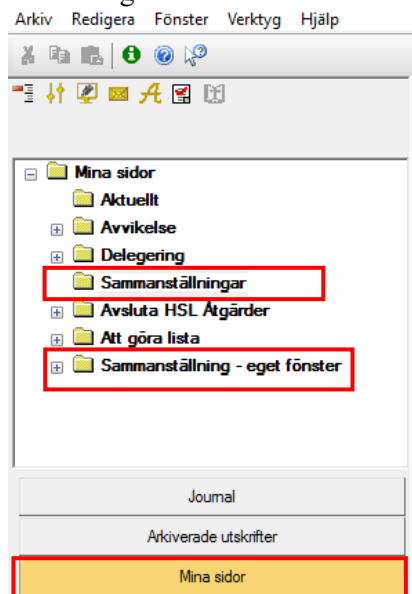 Arkiv Redigera Fönster Verktyg Hjälp
Mina sidor
Aktuellt
Avvikelse
Delegering
Sammanställningar
Avsluta HSL Åtgärder
Att göra lista
Sammanställning - eget fönster
Journal
Arkiverade utskrifter
Mina sidor